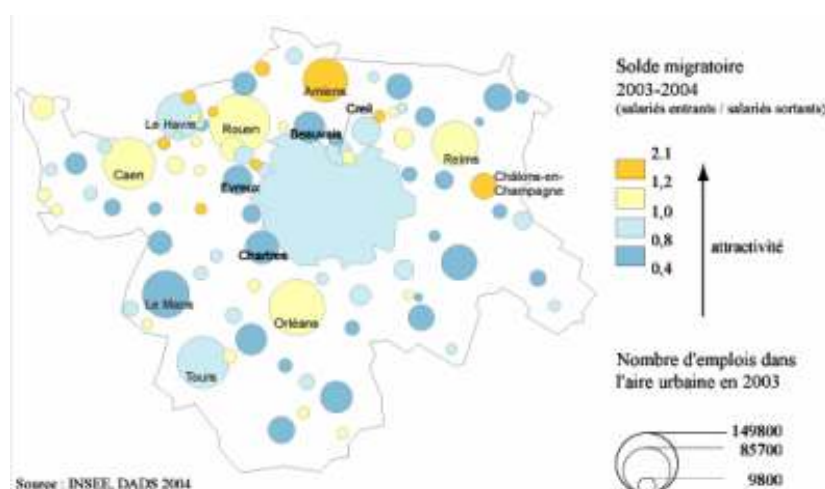 Amiens
Creil
Le Havre
Rouen
Beauvais
Reims
Caen
Evreux
Châlons-en-
Champagne
Chartres
Le Mans
Orléans
Tours
Source : INSEE, DADS 2004
Solde migratoire
2003-2004
(salariés entrants / salariés sortants)
2.1
1,2
1,0
0,8
0,4
attractivité
Nombre d'emplois dans
l'aire urbaine en 2003
149800
85700
9800